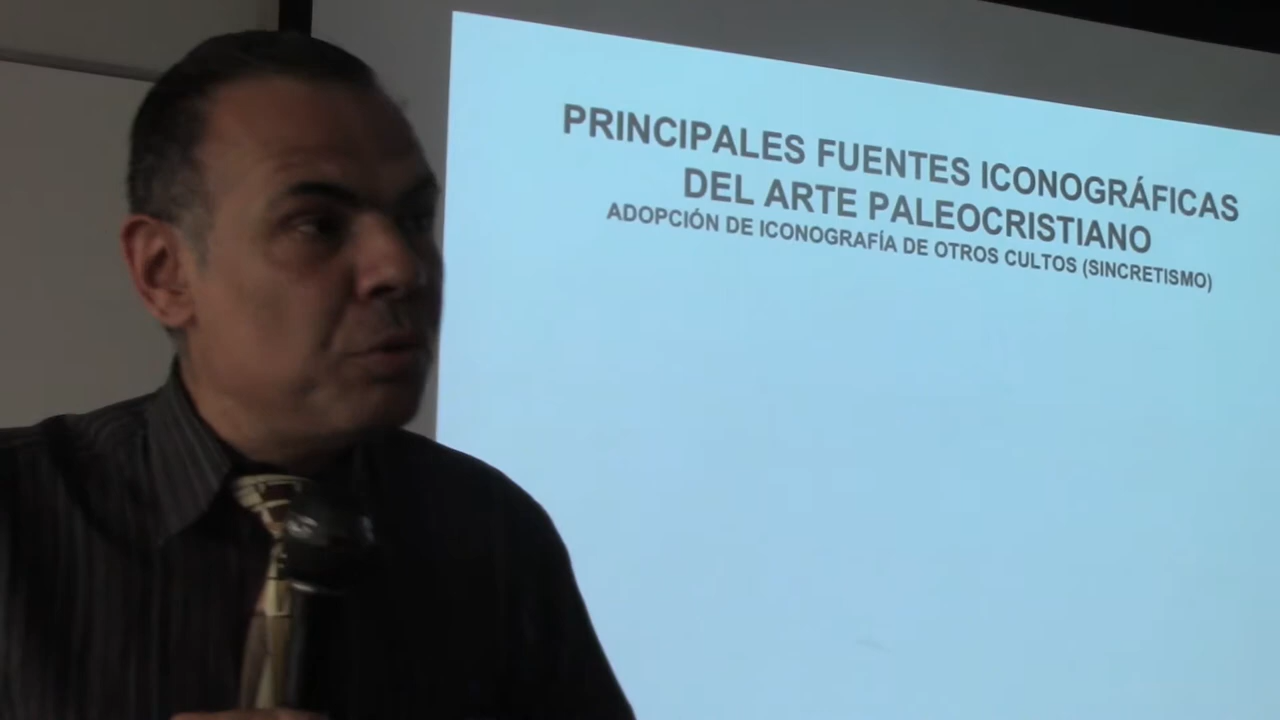 PRINCIPALES FUENTES ICONOGRÁFICAS
DEL ARTE PALEOCRISTIANO
ADOPCIÓN DE ICONOGRAFÍA DE OTROS CULTOS (SINCRETISMO)